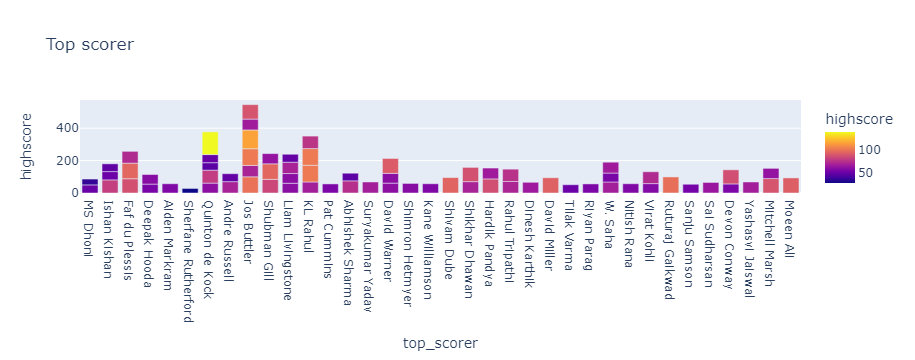 Top scorer
highscore
400
200
0
MS Dhoni
Ishan Kishan
Faf du Plessis
Deepak Hooda
Aiden Markram
Sherfane Rutherford
Quinton de Kock
Andre Russell
Jos Buttler
Shubman Gill
Liam Livingstone
KL Rahul
Pat Cummins
Abhishek Sharma
Suryakumar Yadav
David Warner
Shimron Hetmyer
Kane Williamson
Shivam Dube
Shikhar Dhawan
Hardik Pandya
Rahul Tripathi
Dinesh Karthik
David Miller
Tilak Varma
Riyan Parag
W. Saha
Nitish Rana
Virat Kohli
Ruturaj Gaikwad
Sanju Samson
Sai Sudharsan
Devon Conway
Yashasvi Jaiswal
Mitchell Marsh
Moeen Ali
top_scorer
highscore
100
50